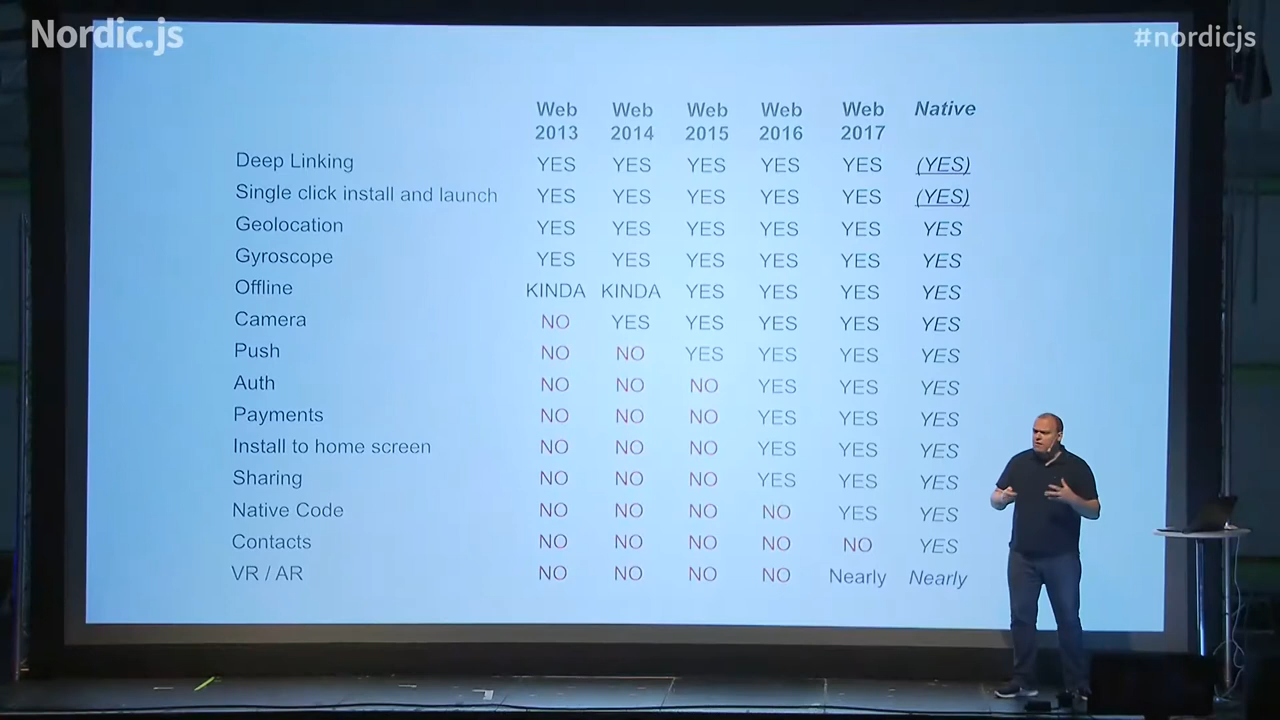 Nordic.js
#nordicjs
Web 2013 Web 2014 Web 2015 Web 2016 Web 2017 Native
Deep Linking YES YES YES YES YES (YES)
Single click install and launch YES YES YES YES YES (YES)
Geolocation YES YES YES YES YES YES
Gyroscope YES YES YES YES YES YES
Offline KINDA KINDA YES YES YES YES
Camera NO YES YES YES YES YES
Push NO NO YES YES YES YES
Auth NO NO NO YES YES YES
Payments NO NO NO YES YES YES
Install to home screen NO NO NO YES YES YES
Sharing NO NO NO YES YES YES
Native Code NO NO NO NO YES YES
Contacts NO NO NO NO NO YES
VR / AR NO NO NO NO Nearly Nearly